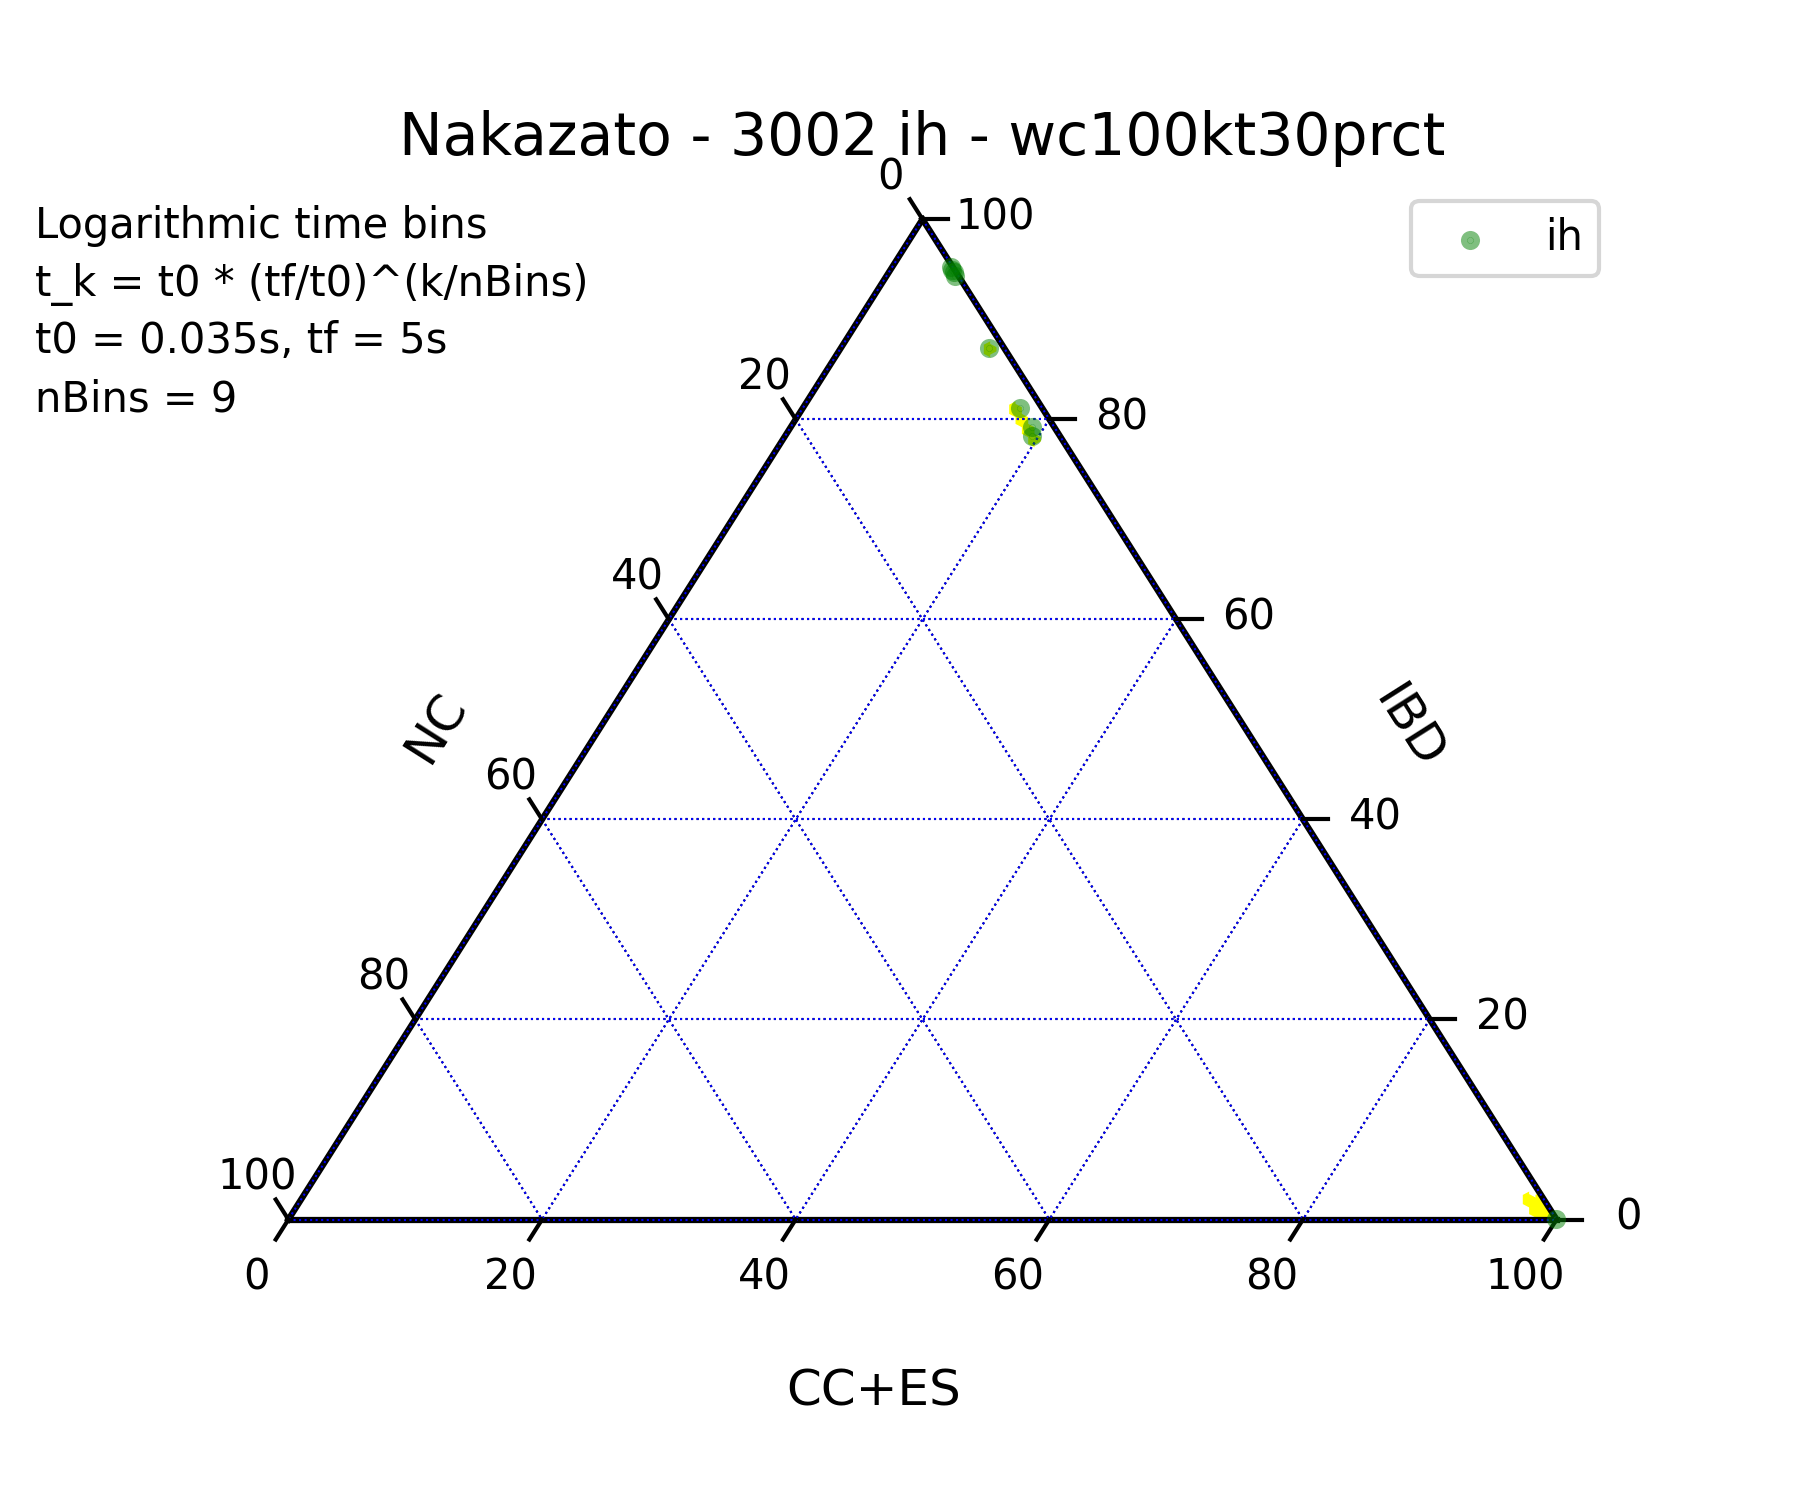 Nakazato - 3002 ih - wc100kt30prct
Logarithmic time bins
t_k = t0 * (tf/t0)^(k/nBins)
t0 = 0.035s, tf = 5s
nBins = 9
ih
0
100
20
80
40
60
NC
IBD
60
40
80
20
100
0
0
20
40
60
80
100
CC+ES